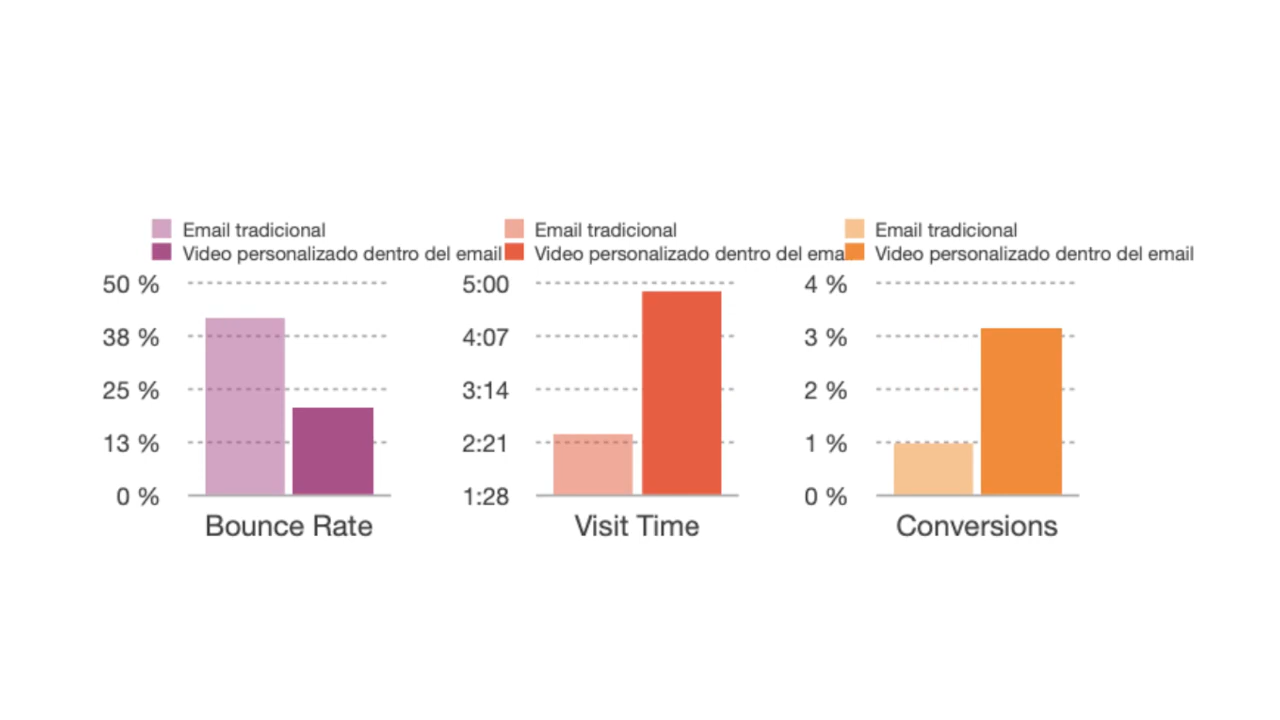 Email tradicional
Video personalizado dentro del email
50 %
38 %
25 %
13 %
0 %
Bounce Rate
Email tradicional
Video personalizado dentro del ema
5:00
4:07
3:14
2:21
1:28
Visit Time
Email tradicional
Video personalizado dentro del email
4 %
3 %
2 %
1 %
0 %
Conversions